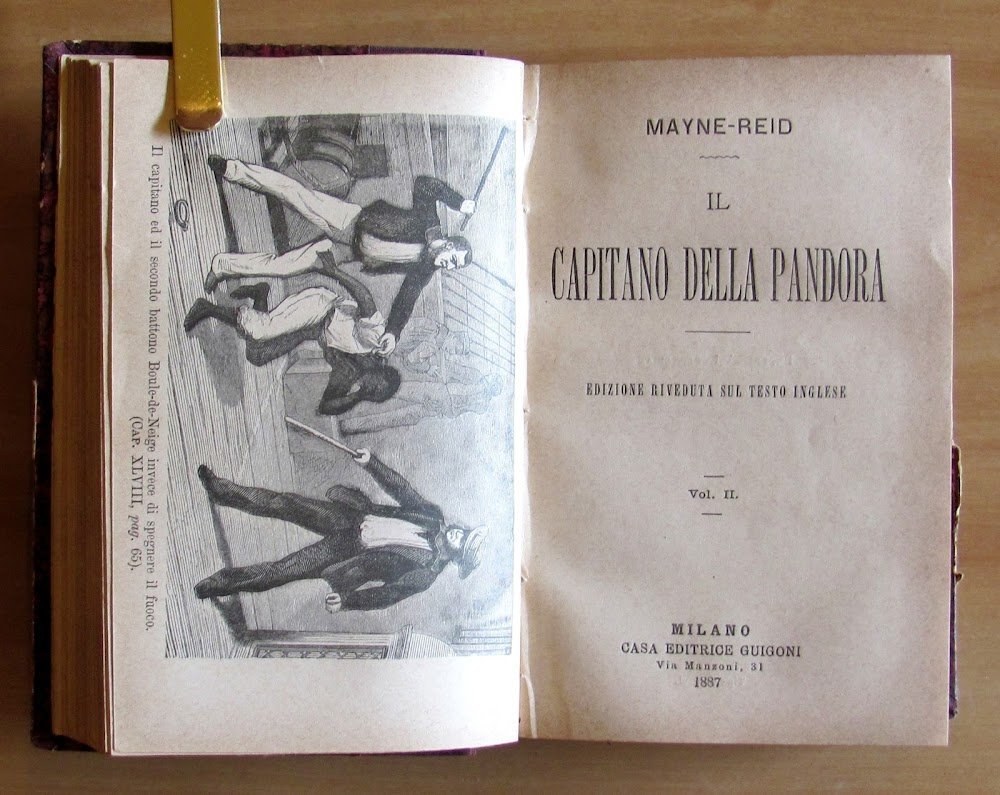 Il capitano ed il secondo battono Boule-de-Neige invece di spegnere il fuoco.
(CAP. XLVIII, pag. 65).
MAYNE-REID
IL
CAPITANO DELLA PANDORA
EDIZIONE RIVEDUTA SUL TESTO INGLESE
Vol. II.
MILANO
CASA EDITRICE GUIGONI
Via Manzoni, 31
1887